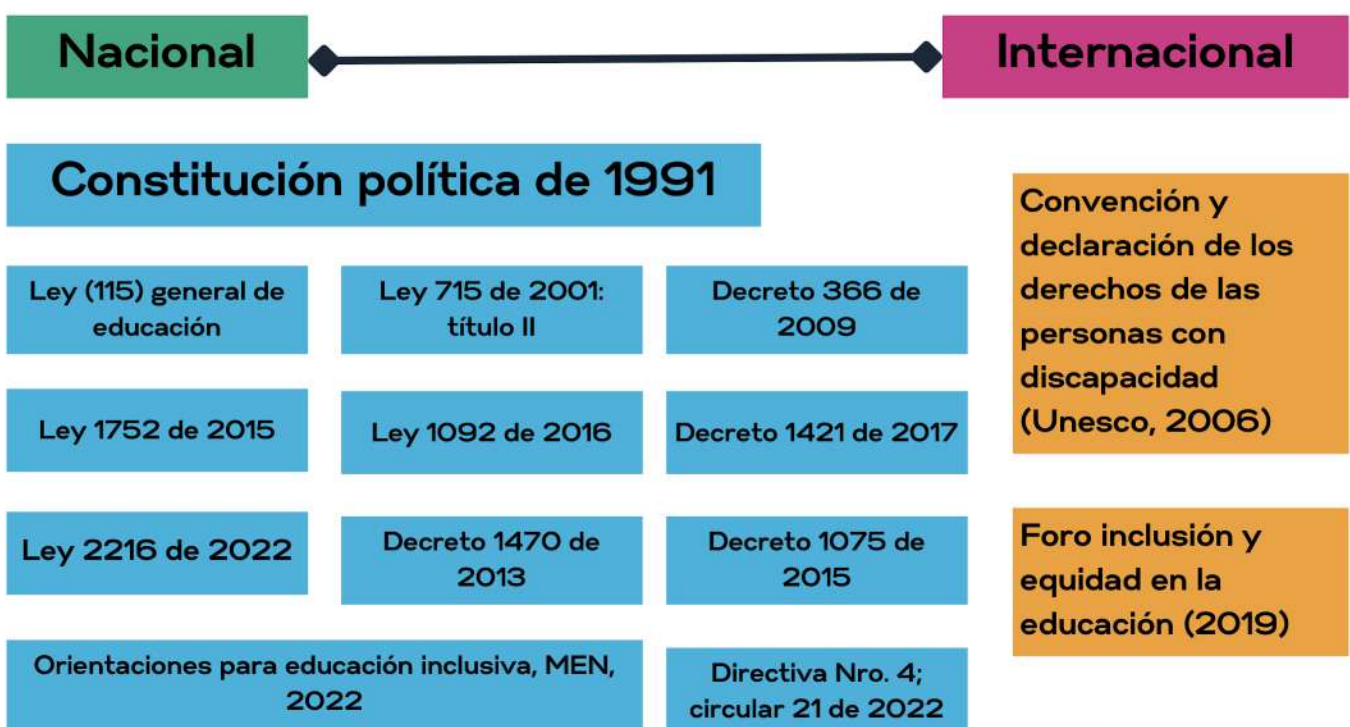 Nacional
Internacional
Constitución política de 1991
Ley (115) general de
educación
Ley 715 de 2001:
título II
Decreto 366 de
2009
Ley 1752 de 2015
Ley 1092 de 2016
Decreto 1421 de 2017
Ley 2216 de 2022
Decreto 1470 de
2013
Decreto 1075 de
2015
Orientaciones para educación inclusiva, MEN,
2022
Directiva Nro. 4;
circular 21 de 2022
Convención y
declaración de los
derechos de las
personas con
discapacidad
(Unesco, 2006)
Foro inclusión y
equidad en la
educación (2019)